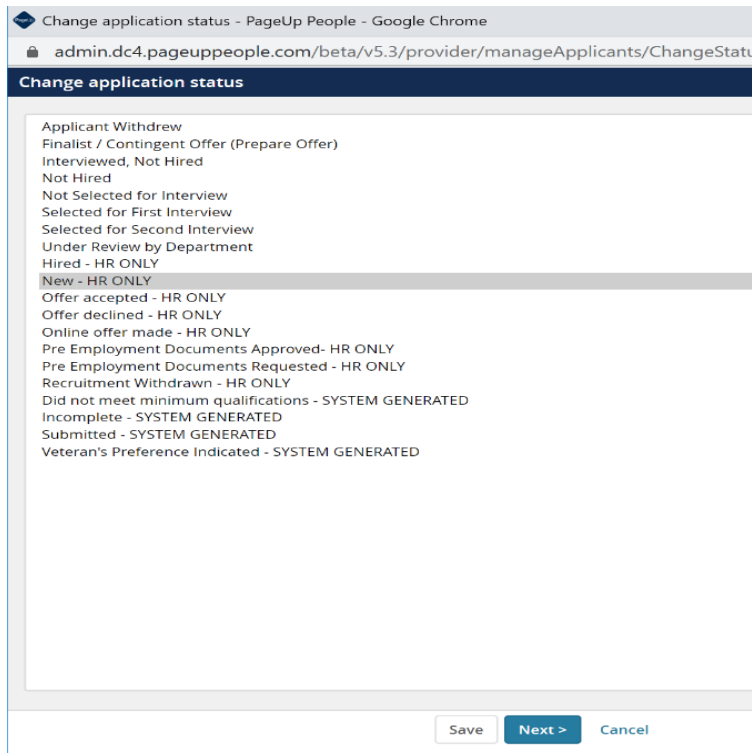 Change application status - PageUp People - Google Chrome
admin.dc4.pageuppeople.com/beta/v5.3/provider/manageApplicants/ChangeStatu
Change application status
Applicant Withdrew
Finalist / Contingent Offer (Prepare Offer)
Interviewed, Not Hired
Not Hired
Not Selected for Interview
Selected for First Interview
Selected for Second Interview
Under Review by Department
Hired - HR ONLY
New - HR ONLY
Offer accepted - HR ONLY
Offer declined - HR ONLY
Online offer made - HR ONLY
Pre Employment Documents Approved- HR ONLY
Pre Employment Documents Requested - HR ONLY
Recruitment Withdrawn - HR ONLY
Did not meet minimum qualifications - SYSTEM GENERATED
Incomplete - SYSTEM GENERATED
Submitted - SYSTEM GENERATED
Veteran's Preference Indicated - SYSTEM GENERATED
Save Next > Cancel